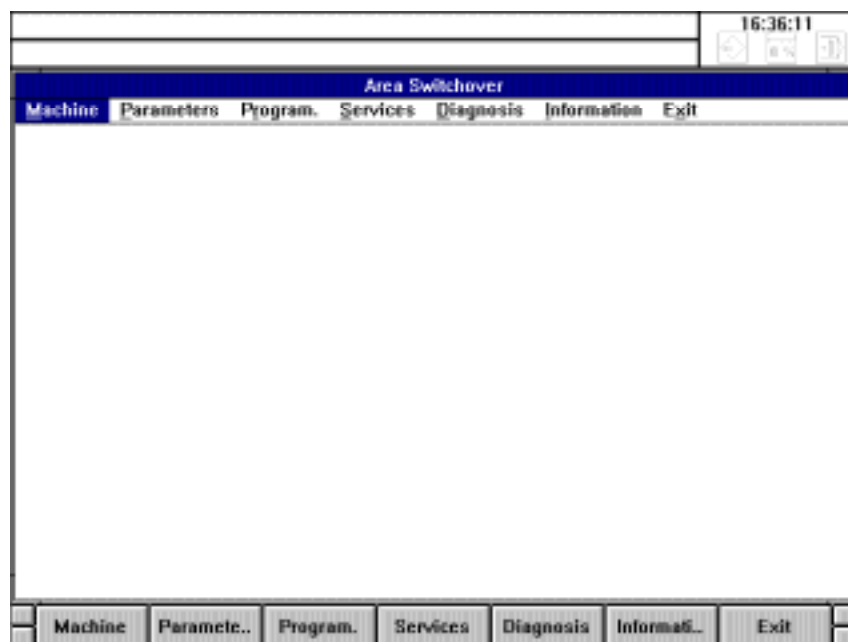 16:36:11
Area Switchover
Machine Parameters Program. Services Diagnosis Information Exit
Machine Paramete.. Program. Services Diagnosis Informati.. Exit